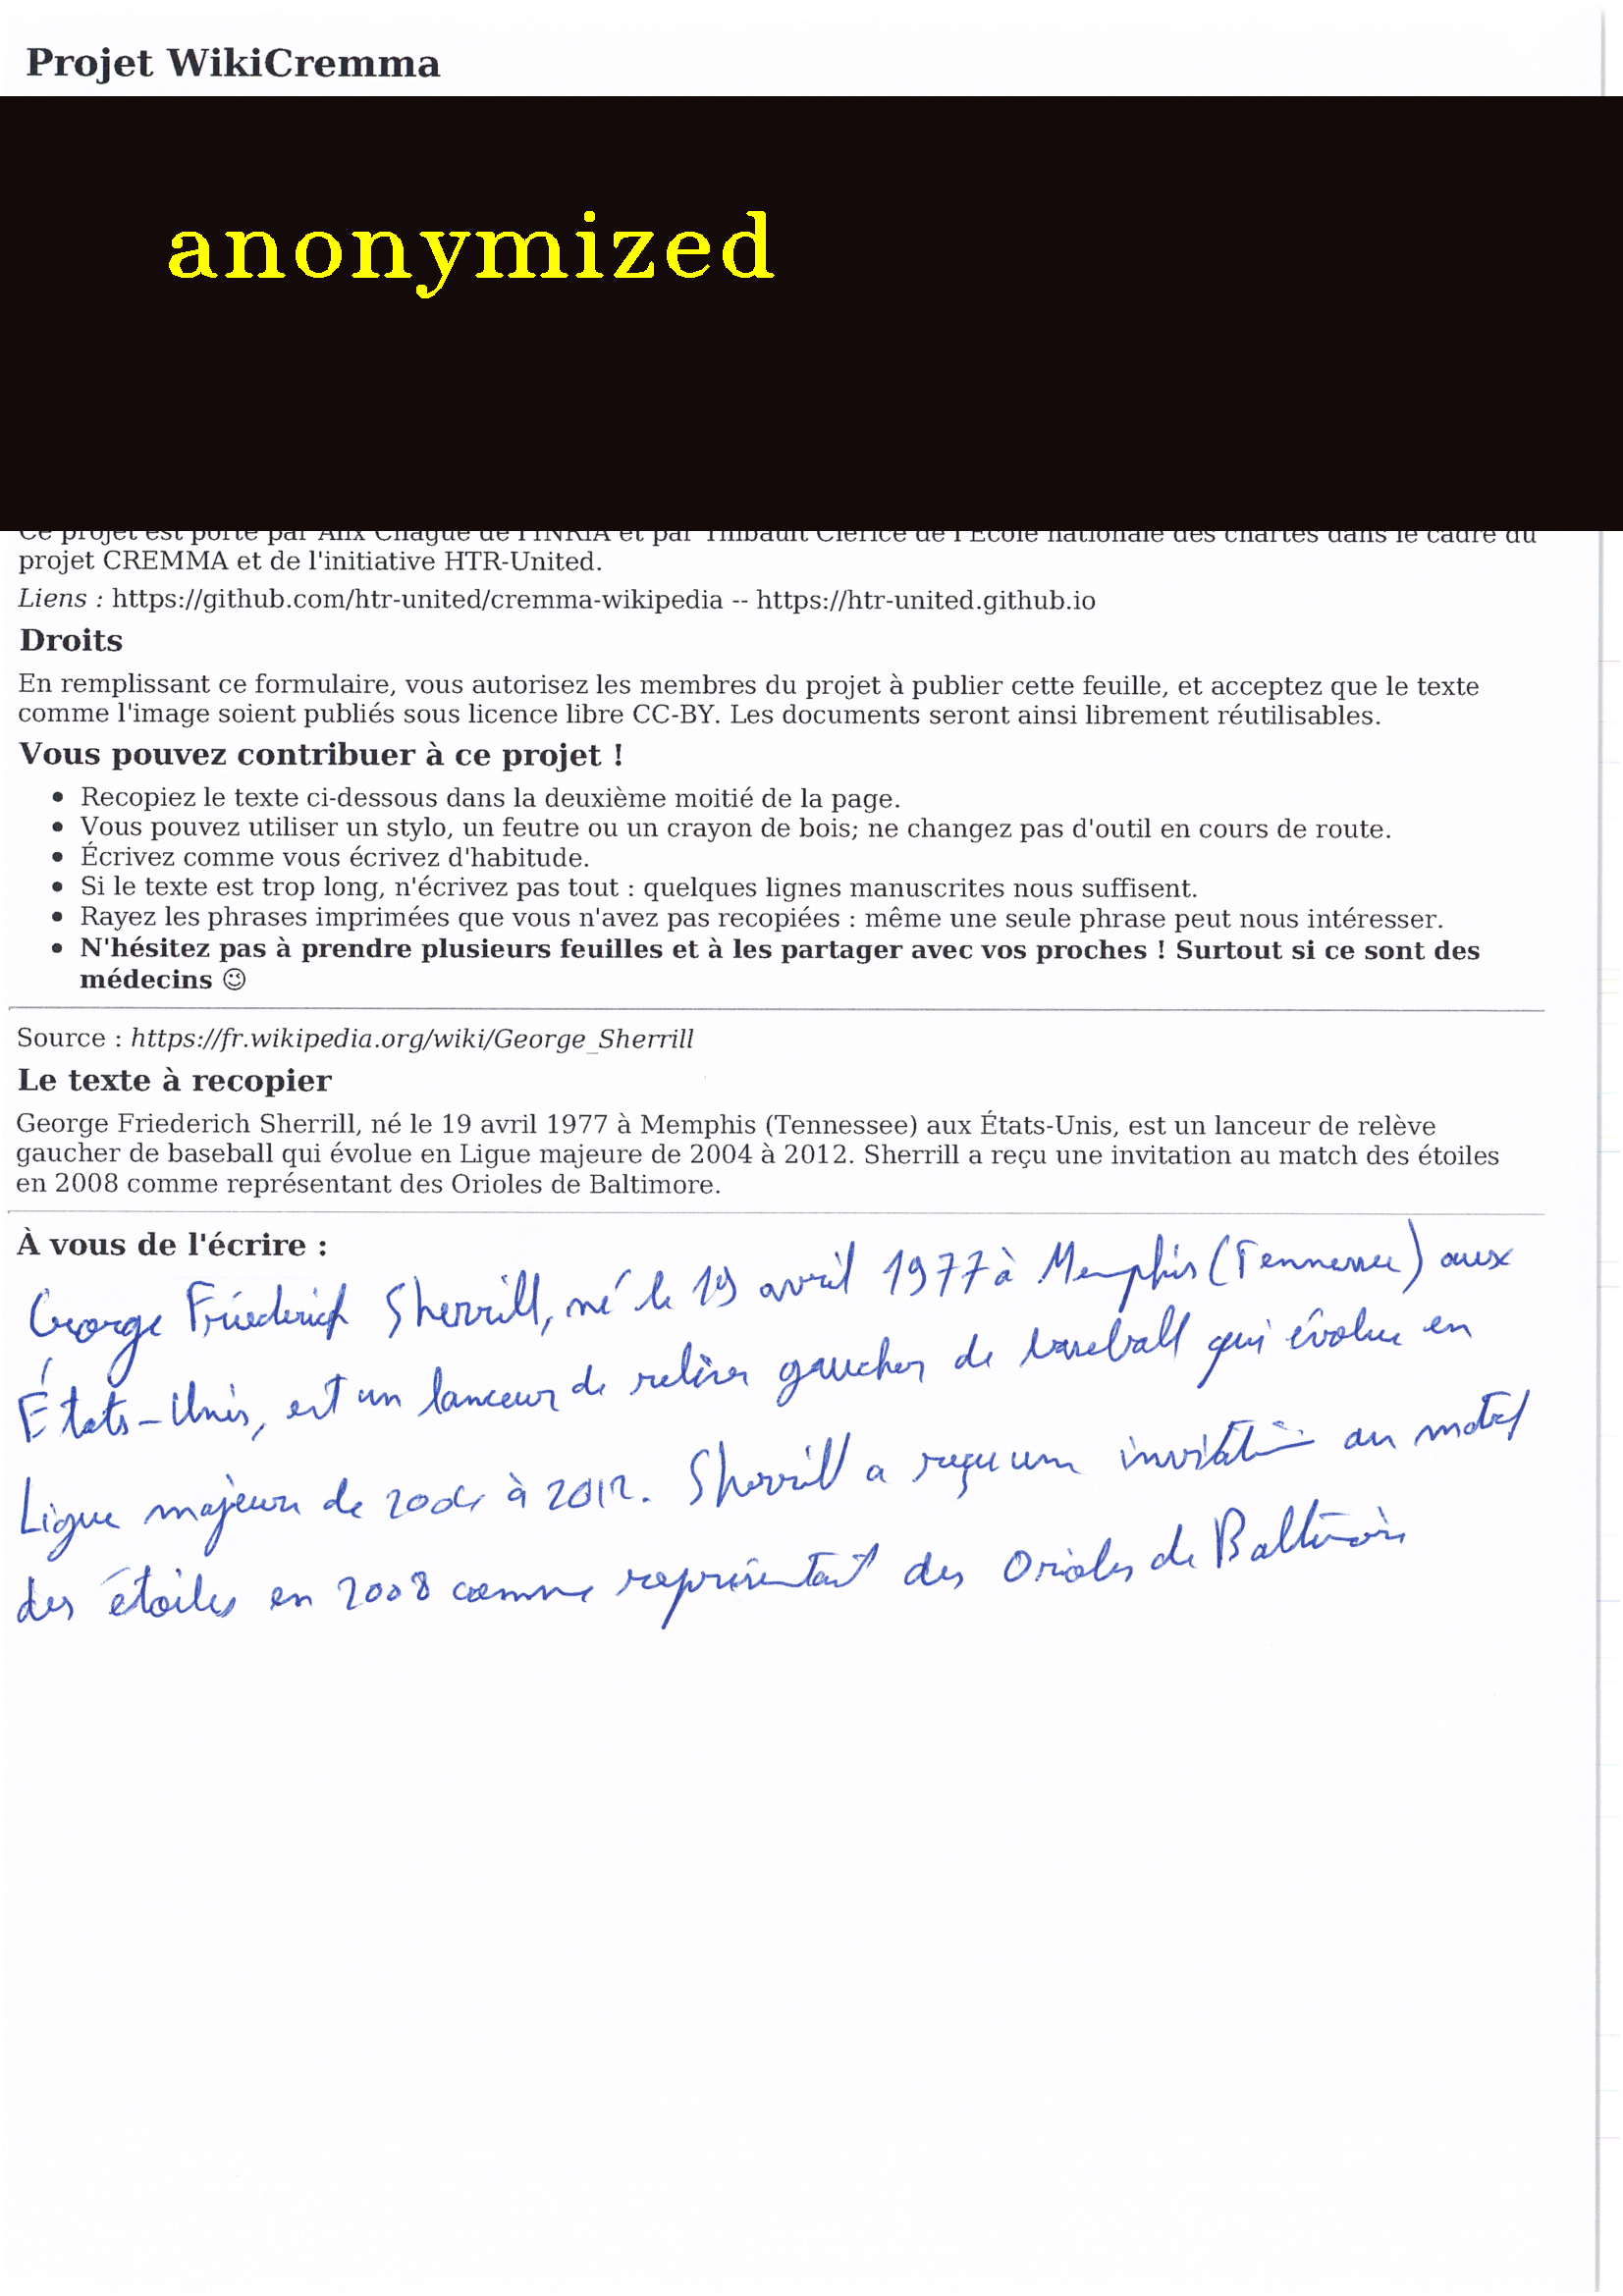 Projet WikiCremma
anonymized
Ce projet est porté par Alix Chagué de l'INRIA et par Thibault Clérice de l'École nationale des chartes dans le cadre du
projet CREMMA et de l'initiative HTR-United.
Liens : https://github.com/htr-united/cremma-wikipedia -- https://htr-united.github.io
Droits
En remplissant ce formulaire, vous autorisez les membres du projet à publier cette feuille, et acceptez que le texte
comme l'image soient publiés sous licence libre CC-BY. Les documents seront ainsi librement réutilisables.
Vous pouvez contribuer à ce projet !
• Recopiez le texte ci-dessous dans la deuxième moitié de la page.
• Vous pouvez utiliser un stylo, un feutre ou un crayon de bois; ne changez pas d'outil en cours de route.
• Écrivez comme vous écrivez d'habitude.
• Si le texte est trop long, n'écrivez pas tout : quelques lignes manuscrites nous suffisent.
• Rayez les phrases imprimées que vous n'avez pas recopiées : même une seule phrase peut nous intéresser.
• N'hésitez pas à prendre plusieurs feuilles et à les partager avec vos proches ! Surtout si ce sont des
médecins 😉
Source : https://fr.wikipedia.org/wiki/George_Sherrill
Le texte à recopier
George Friederich Sherrill, né le 19 avril 1977 à Memphis (Tennessee) aux États-Unis, est un lanceur de relève
gaucher de baseball qui évolue en Ligue majeure de 2004 à 2012. Sherrill a reçu une invitation au match des étoiles
en 2008 comme représentant des Orioles de Baltimore.
À vous de l'écrire :
George Friederich Sherrill, né le 19 avril 1977 à Memphis (Tennessee) aux
États-Unis, est un lanceur de relève gaucher de baseball qui évolue en
Ligue majeure de 2004 à 2012. Sherrill a reçu une invitation au match
des étoiles en 2008 comme représentant des Orioles de Baltimore